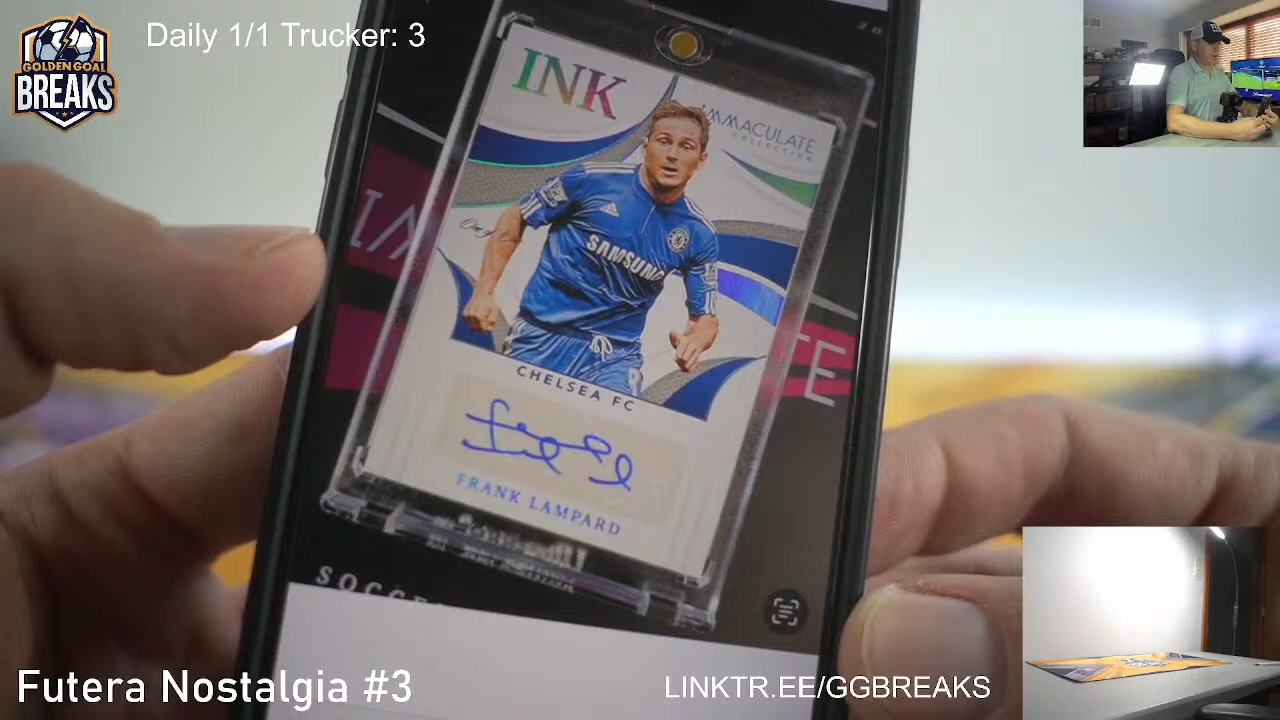 Daily 1/1 Trucker: 3
GOLDEN GOAL
BREAKS
INK
IMMACULATE
COLLECTION
SAMSUNG
CHELSEA FC
FRANK LAMPARD
Futera Nostalgia #3
LINKTR.EE/GGBREAKS